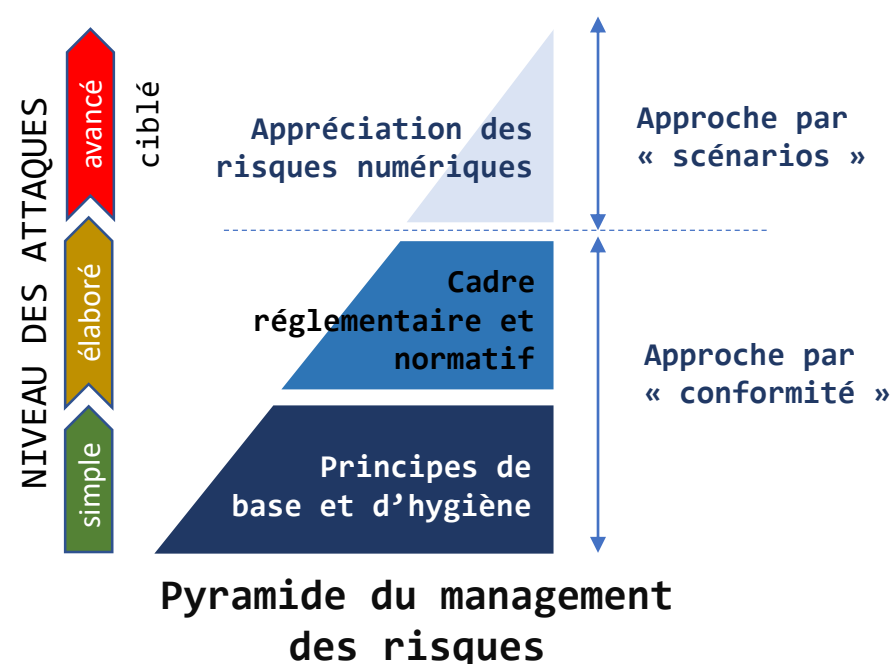 NIVEAU DES ATTAQUES
avancé
ciblé
élaboré
simple
Appréciation des
risques numériques
Approche par
« scénarios »
Cadre
réglementaire et
normatif
Approche par
« conformité »
Principes de
base et d’hygiène
Pyramide du management
des risques